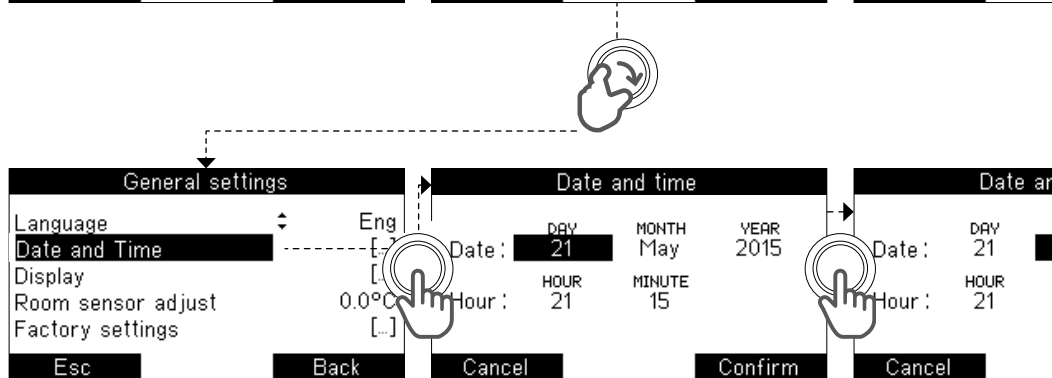 General settings
Language Eng
Date and Time
Display
Room sensor adjust 0.0°C
Factory settings [...]
Esc Back
Date and time
DAY MONTH YEAR
Date: 21 May 2015
HOUR MINUTE
Hour: 21 15
Cancel Confirm
Date
DAY
Date: 21
HOUR
Hour: 21
Cancel